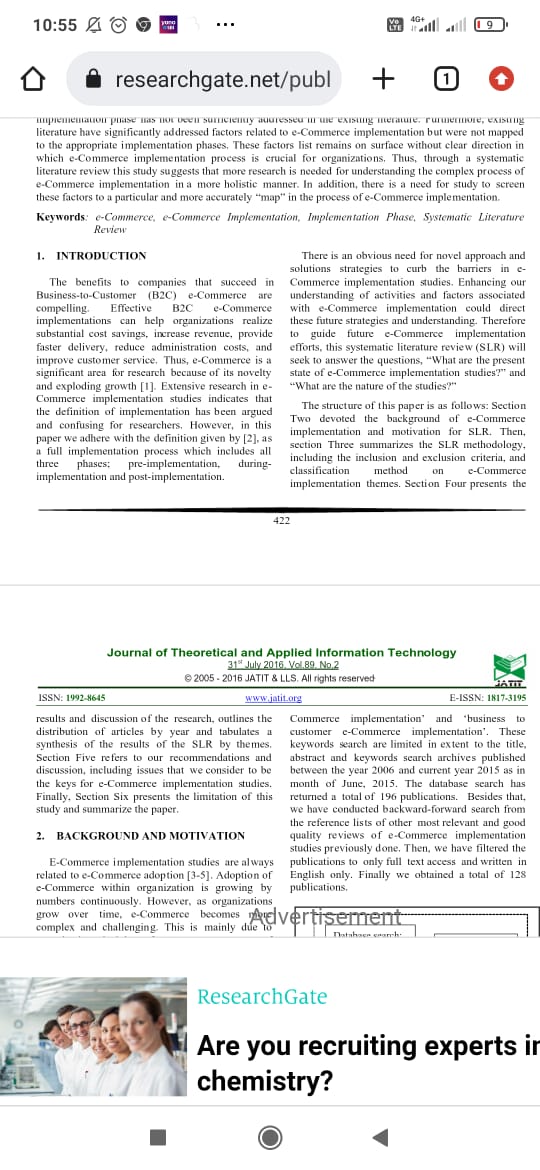 10:55
yono
SBI
...
Vo
LTE
4G+
9
researchgate.net/publ
+
1
implementation phase has not been sufficiently addressed in the existing literature. Furthermore, existing
literature have significantly addressed factors related to e-Commerce implementation but were not mapped
to the appropriate implementation phases. These factors list remains on surface without clear direction in
which e-Commerce implementation process is crucial for organizations. Thus, through a systematic
literature review this study suggests that more research is needed for understanding the complex process of
e-Commerce implementation in a more holistic manner. In addition, there is a need for study to screen
these factors to a particular and more accurately “map” in the process of e-Commerce implementation.
Keywords: e-Commerce, e-Commerce Implementation, Implementation Phase, Systematic Literature
Review
1. INTRODUCTION
The benefits to companies that succeed in
Business-to-Customer (B2C) e-Commerce are
compelling. Effective B2C e-Commerce
implementations can help organizations realize
substantial cost savings, increase revenue, provide
faster delivery, reduce administration costs, and
improve customer service. Thus, e-Commerce is a
significant area for research because of its novelty
and exploding growth [1]. Extensive research in e-
Commerce implementation studies indicates that
the definition of implementation has been argued
and confusing for researchers. However, in this
paper we adhere with the definition given by [2], as
a full implementation process which includes all
three phases; pre-implementation, during-
implementation and post-implementation.
There is an obvious need for novel approach and
solutions strategies to curb the barriers in e-
Commerce implementation studies. Enhancing our
understanding of activities and factors associated
with e-Commerce implementation could direct
these future strategies and understanding. Therefore
to guide future e-Commerce implementation
efforts, this systematic literature review (SLR) will
seek to answer the questions, “What are the present
state of e-Commerce implementation studies?” and
“What are the nature of the studies?”
The structure of this paper is as follows: Section
Two devoted the background of e-Commerce
implementation and motivation for SLR. Then,
section Three summarizes the SLR methodology,
including the inclusion and exclusion criteria, and
classification method on e-Commerce
implementation themes. Section Four presents the
422
Journal of Theoretical and Applied Information Technology
31st July 2016. Vol.89. No.2
© 2005 - 2016 JATIT & LLS. All rights reserved
JATIT
ISSN: 1992-8645
www.jatit.org
E-ISSN: 1817-3195
results and discussion of the research, outlines the
distribution of articles by year and tabulates a
synthesis of the results of the SLR by themes.
Section Five refers to our recommendations and
discussion, including issues that we consider to be
the keys for e-Commerce implementation studies.
Finally, Section Six presents the limitation of this
study and summarize the paper.
2. BACKGROUND AND MOTIVATION
E-Commerce implementation studies are always
related to e-Commerce adoption [3-5]. Adoption of
e-Commerce within organization is growing by
numbers continuously. However, as organizations
grow over time, e-Commerce becomes more
complex and challenging. This is mainly due to
Commerce implementation’ and ‘business to
customer e-Commerce implementation’. These
keywords search are limited in extent to the title,
abstract and keywords search archives published
between the year 2006 and current year 2015 as in
month of June, 2015. The database search has
returned a total of 196 publications. Besides that,
we have conducted backward-forward search from
the reference lists of other most relevant and good
quality reviews of e-Commerce implementation
studies previously done. Then, we have filtered the
publications to only full text access and written in
English only. Finally we obtained a total of 128
publications.
Advertisement
Database search:
ResearchGate
Are you recruiting experts in
chemistry?